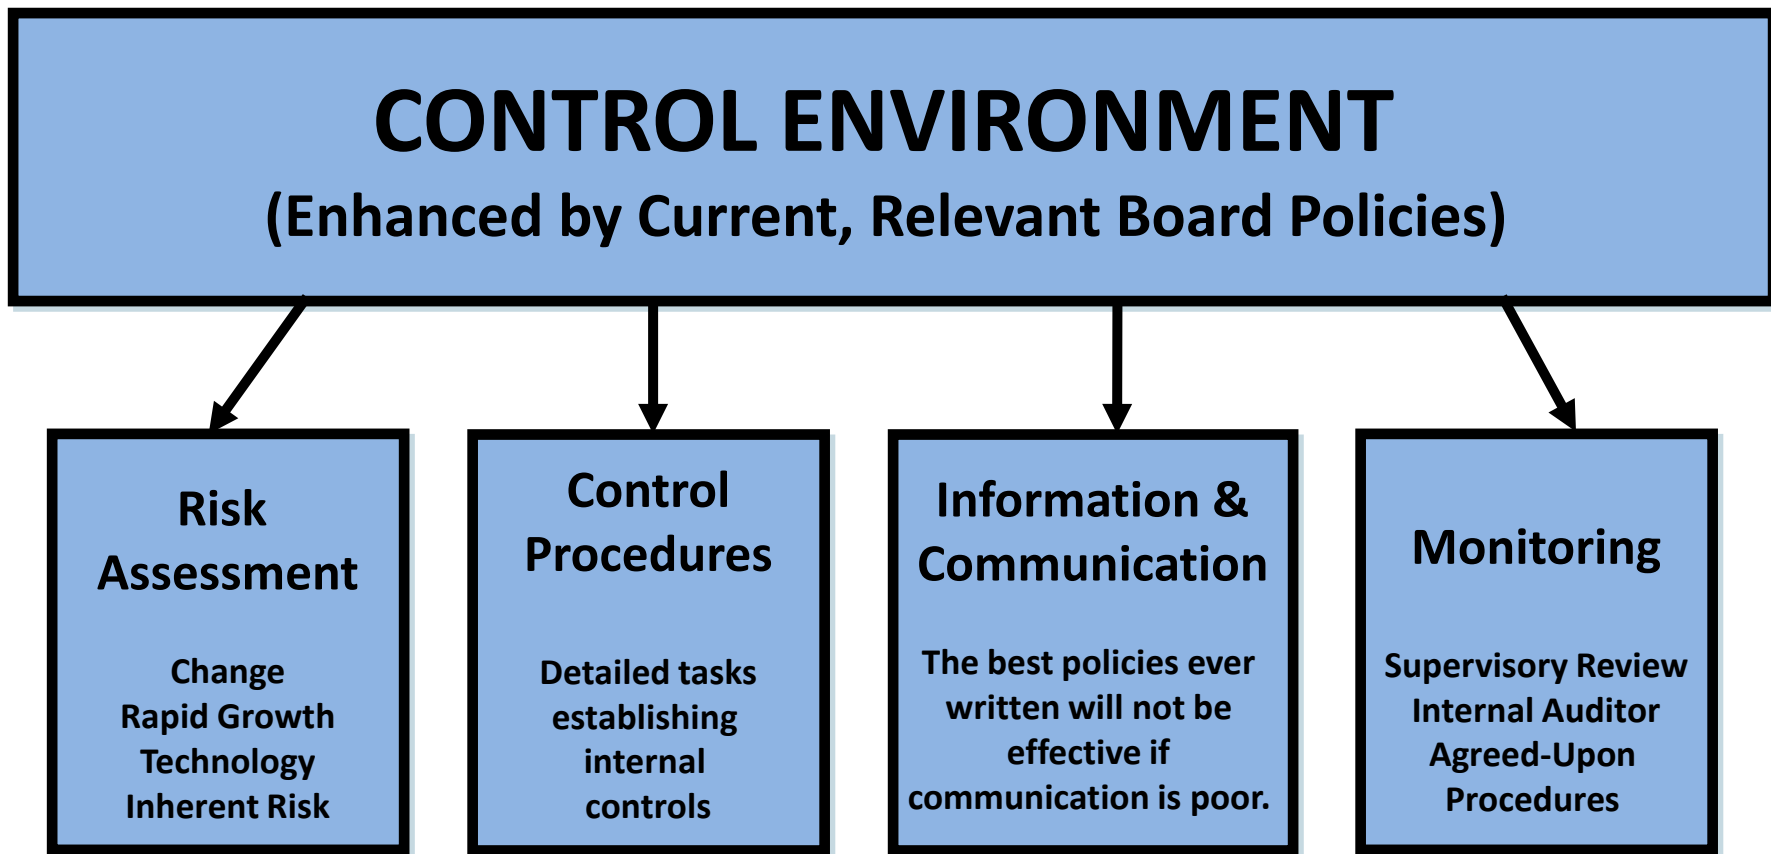 CONTROL ENVIRONMENT
(Enhanced by Current, Relevant Board Policies)
Risk
Assessment
Change
Rapid Growth
Technology
Inherent Risk
Control
Procedures
Detailed tasks
establishing
internal
controls
Information &
Communication
The best policies ever
written will not be
effective if
communication is poor.
Monitoring
Supervisory Review
Internal Auditor
Agreed-Upon
Procedures